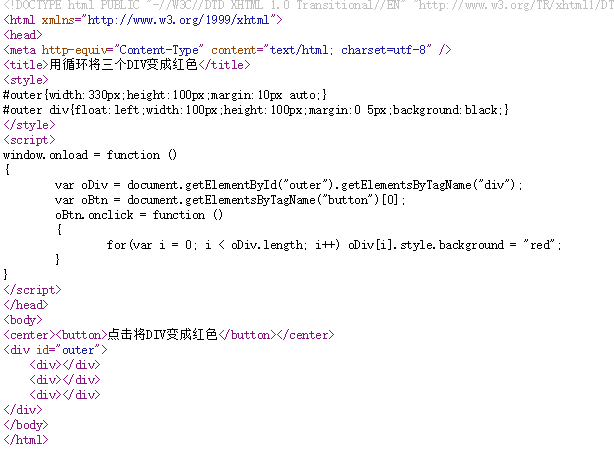 <!DOCTYPE html PUBLIC "-//W3C//DTD XHTML 1.0 Transitional//EN" "http://www.w3.org/TR/xhtml1/DT
<html xmlns="http://www.w3.org/1999/xhtml">
<head>
<meta http-equiv="Content-Type" content="text/html; charset=utf-8" />
<title>用循环将三个DIV变成红色</title>
<style>
#outer{width:330px;height:100px;margin:10px auto;}
#outer div{float:left;width:100px;height:100px;margin:0 5px;background:black;}
</style>
<script>
window.onload = function ()
{
        var oDiv = document.getElementById("outer").getElementsByTagName("div");
        var oBtn = document.getElementsByTagName("button")[0];
        oBtn.onclick = function ()
        {
                for(var i = 0; i < oDiv.length; i++) oDiv[i].style.background = "red";
        }
}
</script>
</head>
<body>
<center><button>点击将DIV变成红色</button></center>
<div id="outer">
    <div></div>
    <div></div>
    <div></div>
</div>
</body>
</html>